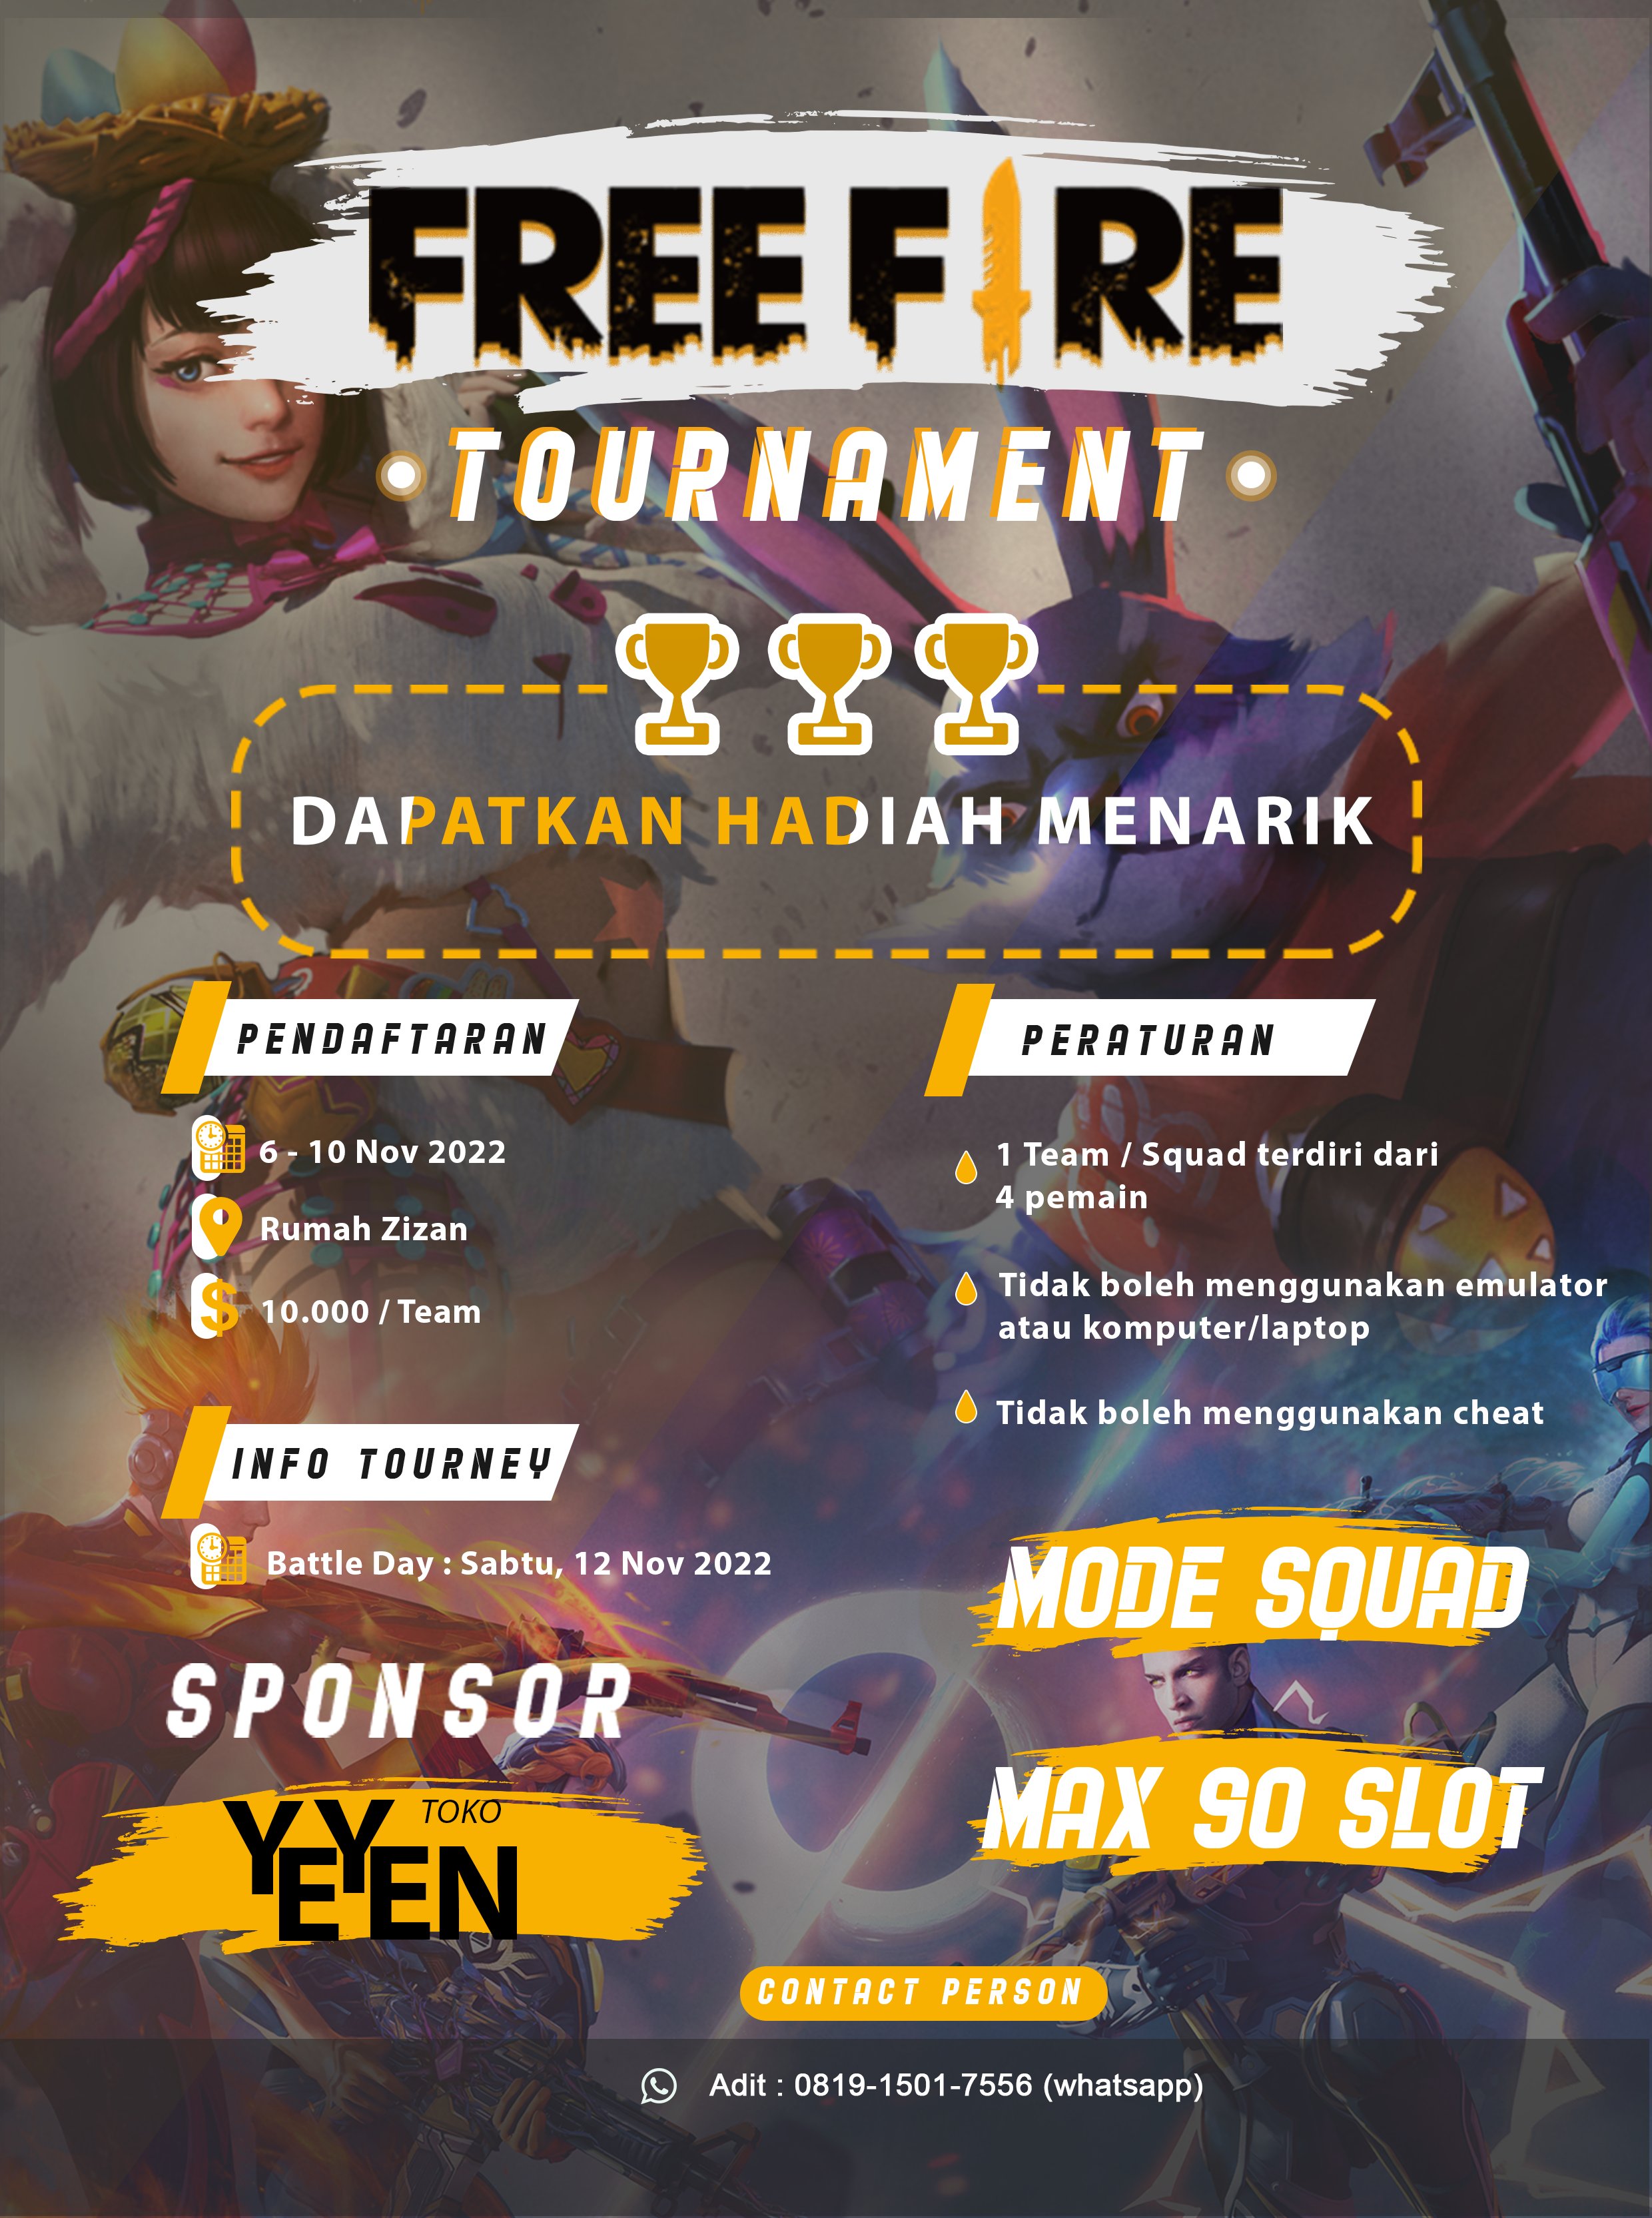 FREE FIRE
TOURNAMENT
DAPATKAN HADIAH MENARIK
PENDAFTARAN
6 - 10 Nov 2022
Rumah Zizan
$ 10.000 / Team
PERATURAN
1 Team / Squad terdiri dari
4 pemain
Tidak boleh menggunakan emulator
atau komputer/laptop
Tidak boleh menggunakan cheat
INFO TOURNEY
Battle Day : Sabtu, 12 Nov 2022
MODE SQUAD
MAX 50 SLOT
SPONSOR
TOKO
YEYEN
CONTACT PERSON
Adit : 0819-1501-7556 (whatsapp)